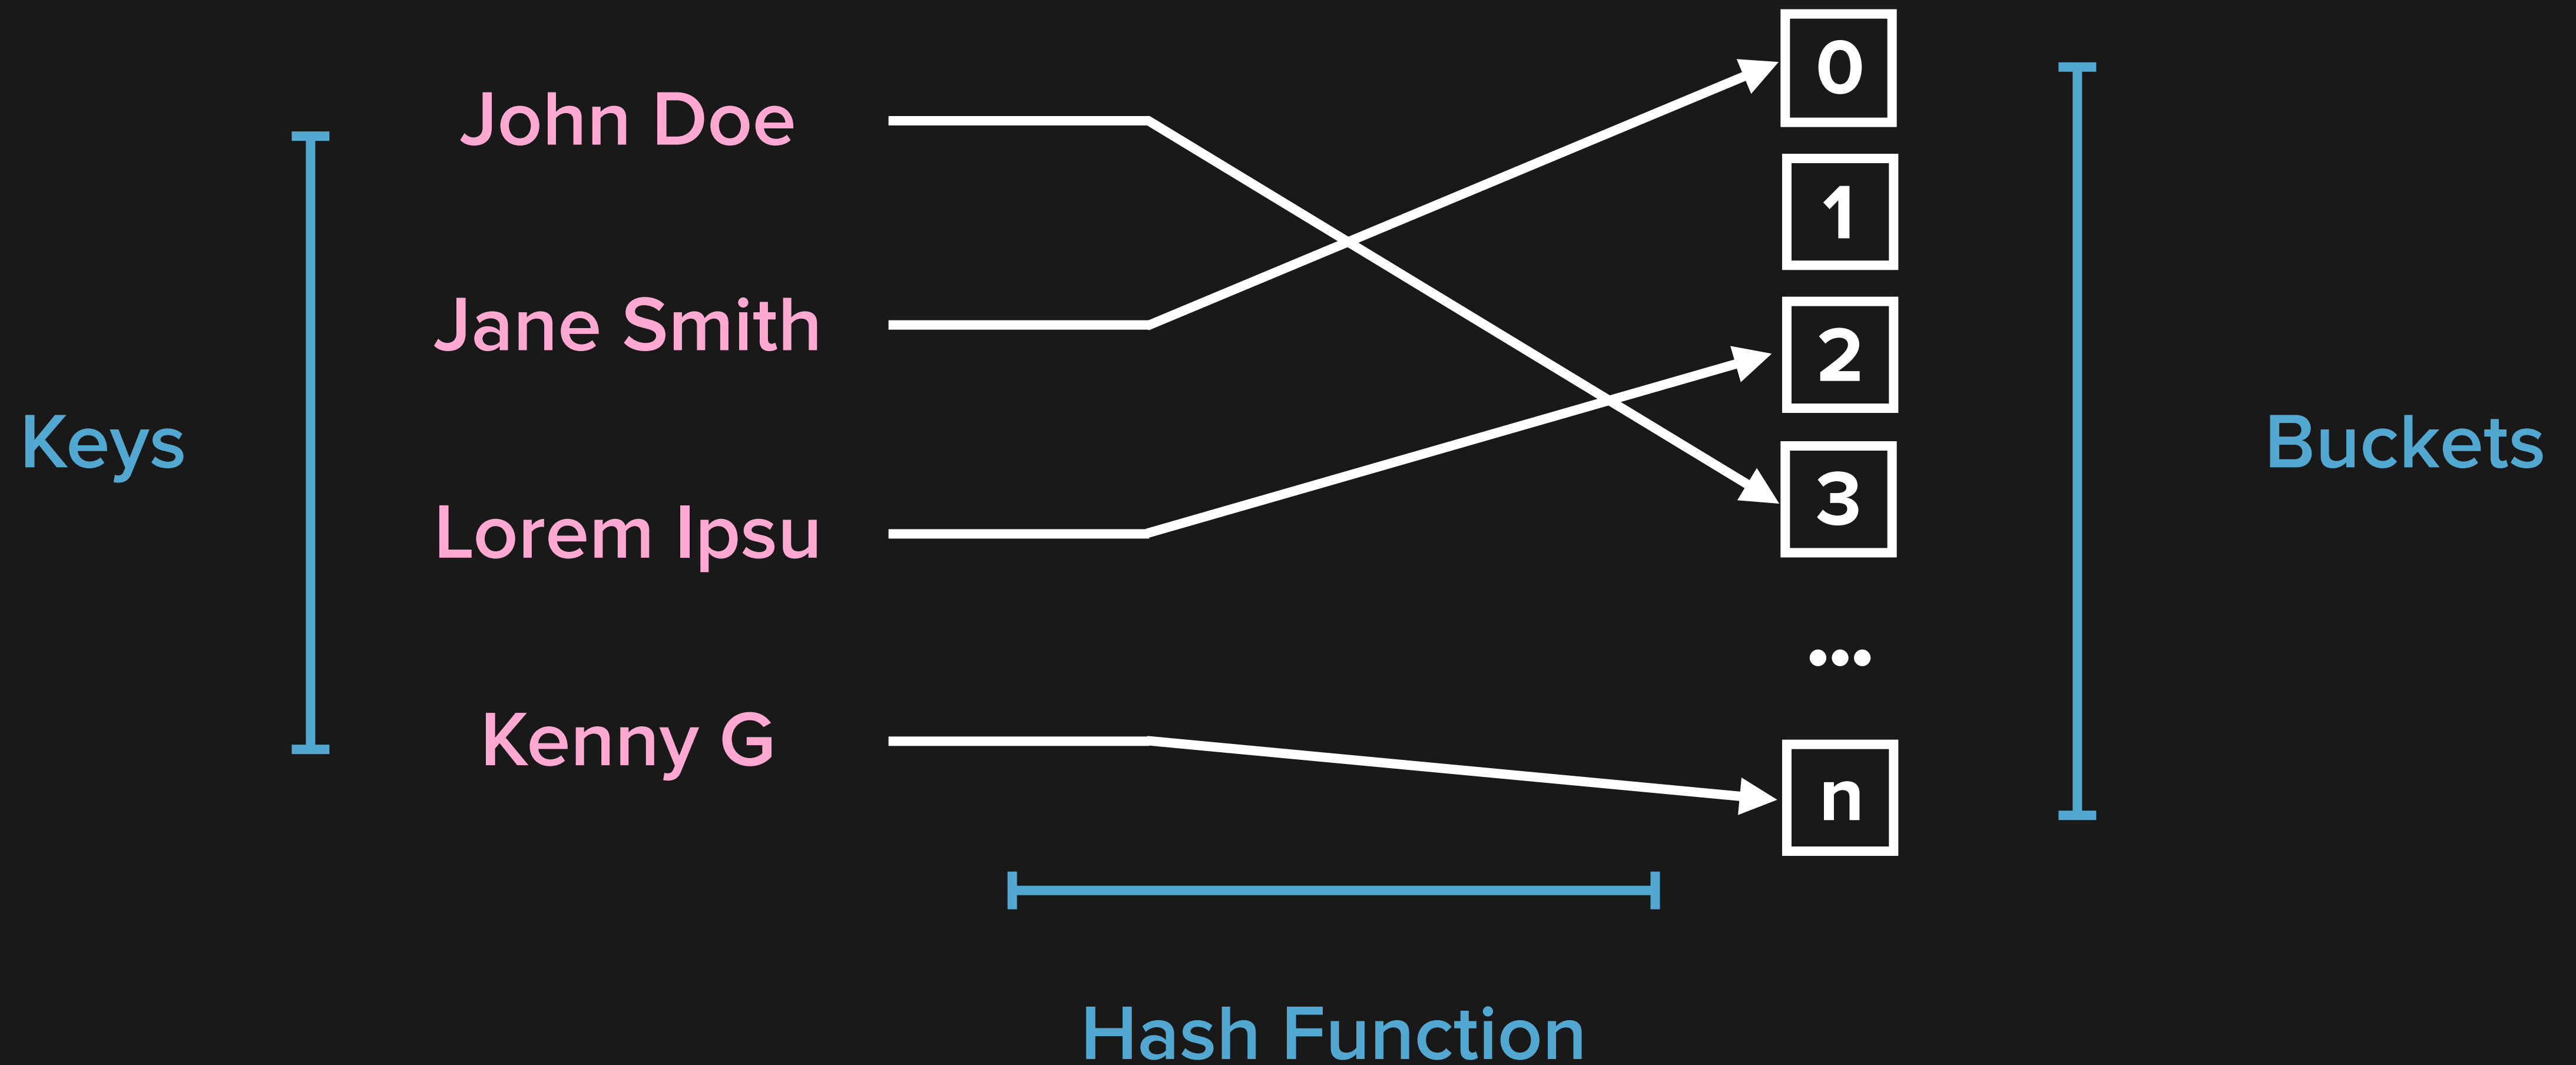 John Doe
Jane Smith
Lorem Ipsu
Kenny G
Keys
0
1
2
3
...
n
Buckets
Hash Function